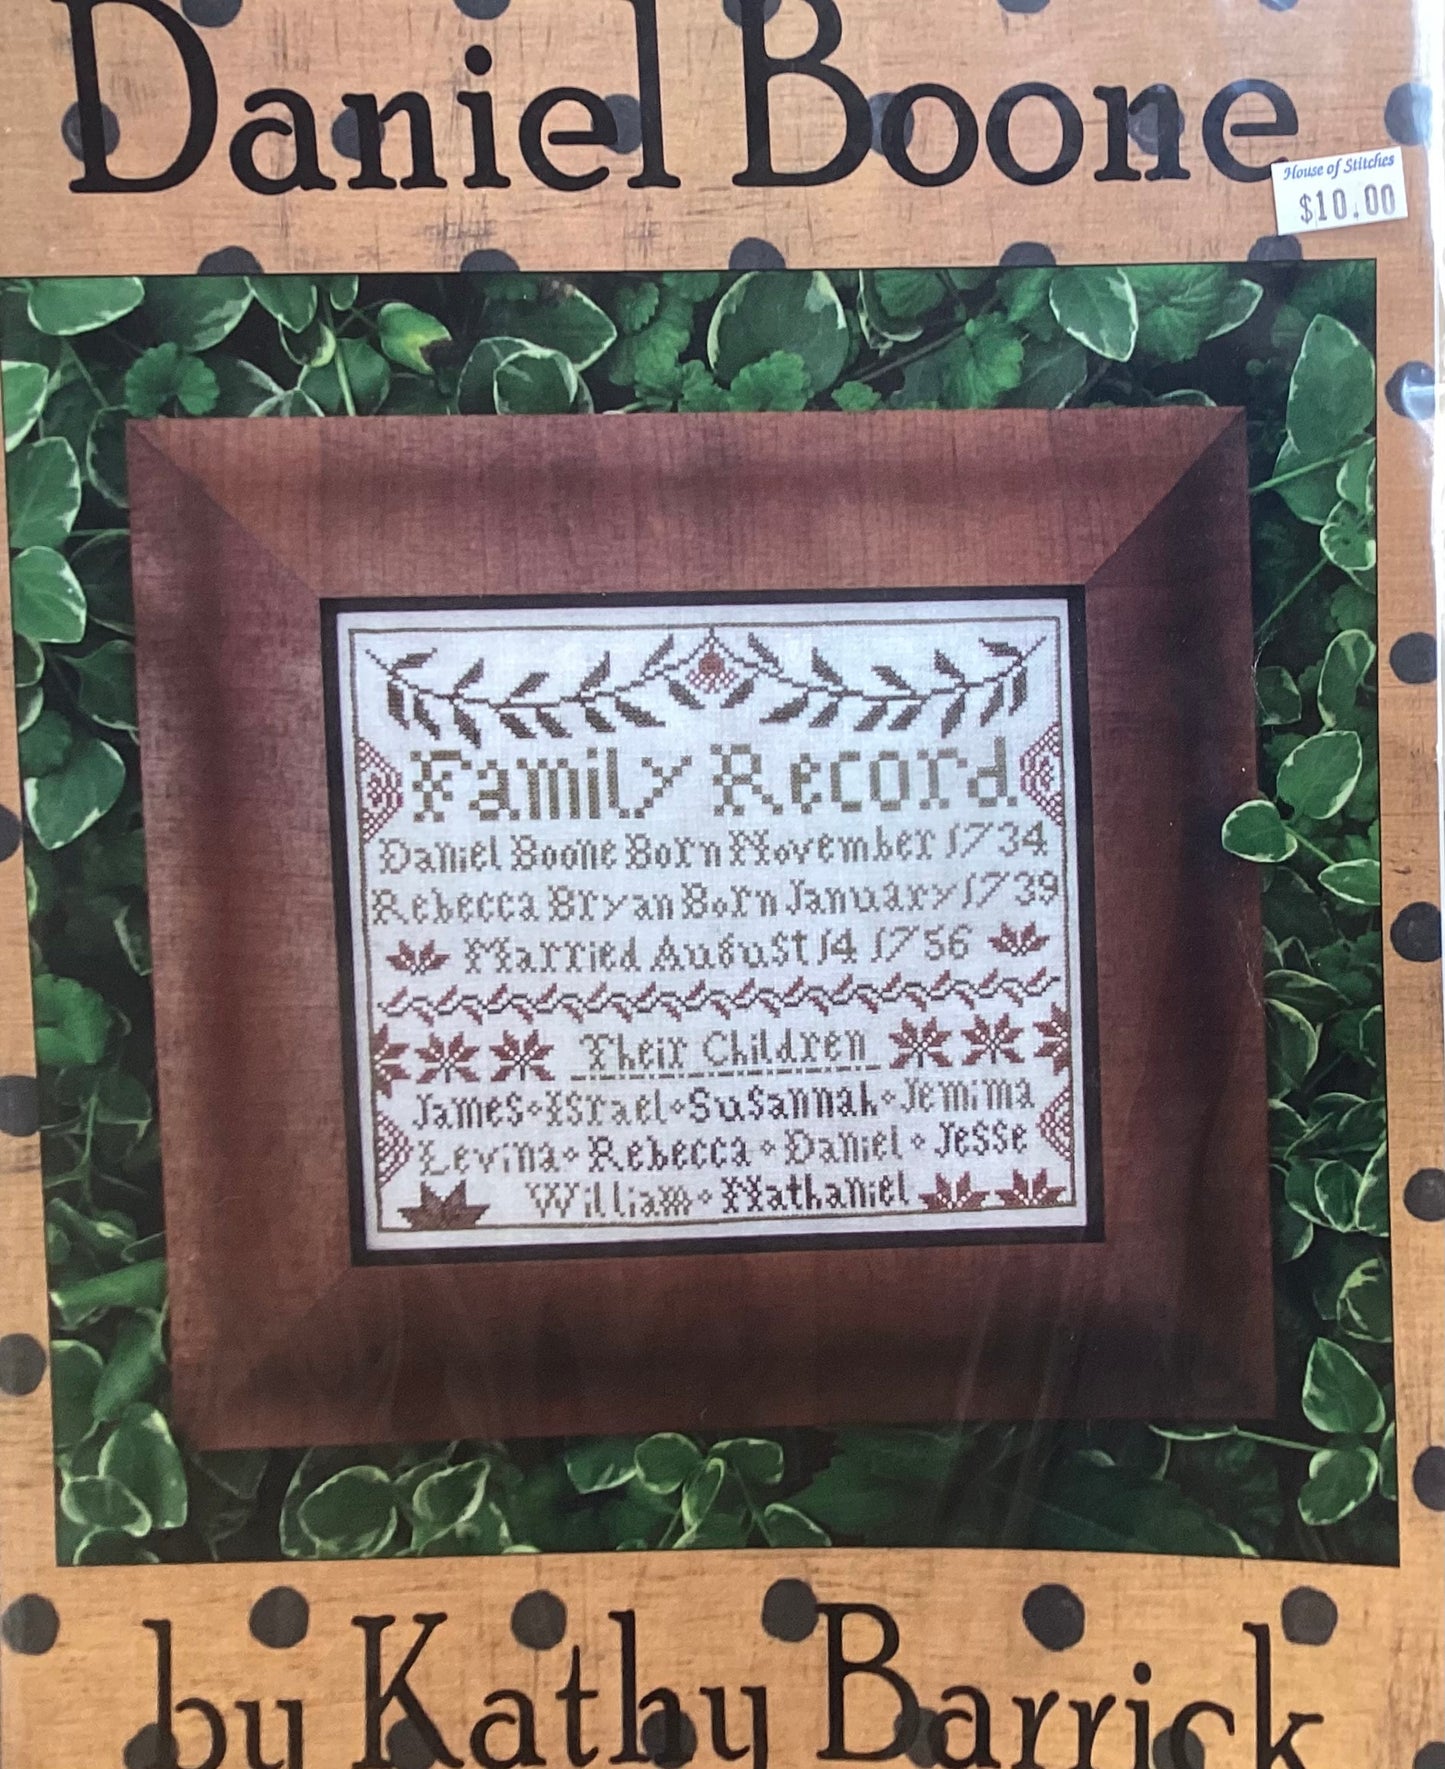 Daniel Boone
House of Stitches
$10.00
Family Record
Daniel Boone Born November 1734
Rebecca Bryan Born January 1739
Married August 14 1756
Their Children
James Israel Susannah Jemima
Levina Rebecca Daniel Jesse
William Nathaniel
by Kathy Barrick